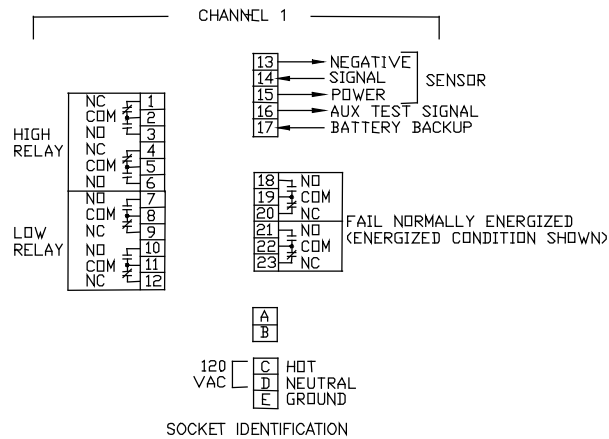 CHANNEL 1
13 NEGATIVE
14 SIGNAL
15 POWER
SENSOR
16 AUX TEST SIGNAL
17 BATTERY BACKUP
HIGH
RELAY
NC 1
COM 2
NO 3
NC 4
COM 5
NO 6
LOW
RELAY
NO 7
COM 8
NC 9
NO 10
COM 11
NC 12
18 NO
19 COM
20 NC
21 NO
22 COM
23 NC
FAIL NORMALLY ENERGIZED
(ENERGIZED CONDITION SHOWN)
A
B
120
VAC
C HOT
D NEUTRAL
E GROUND
SOCKET IDENTIFICATION